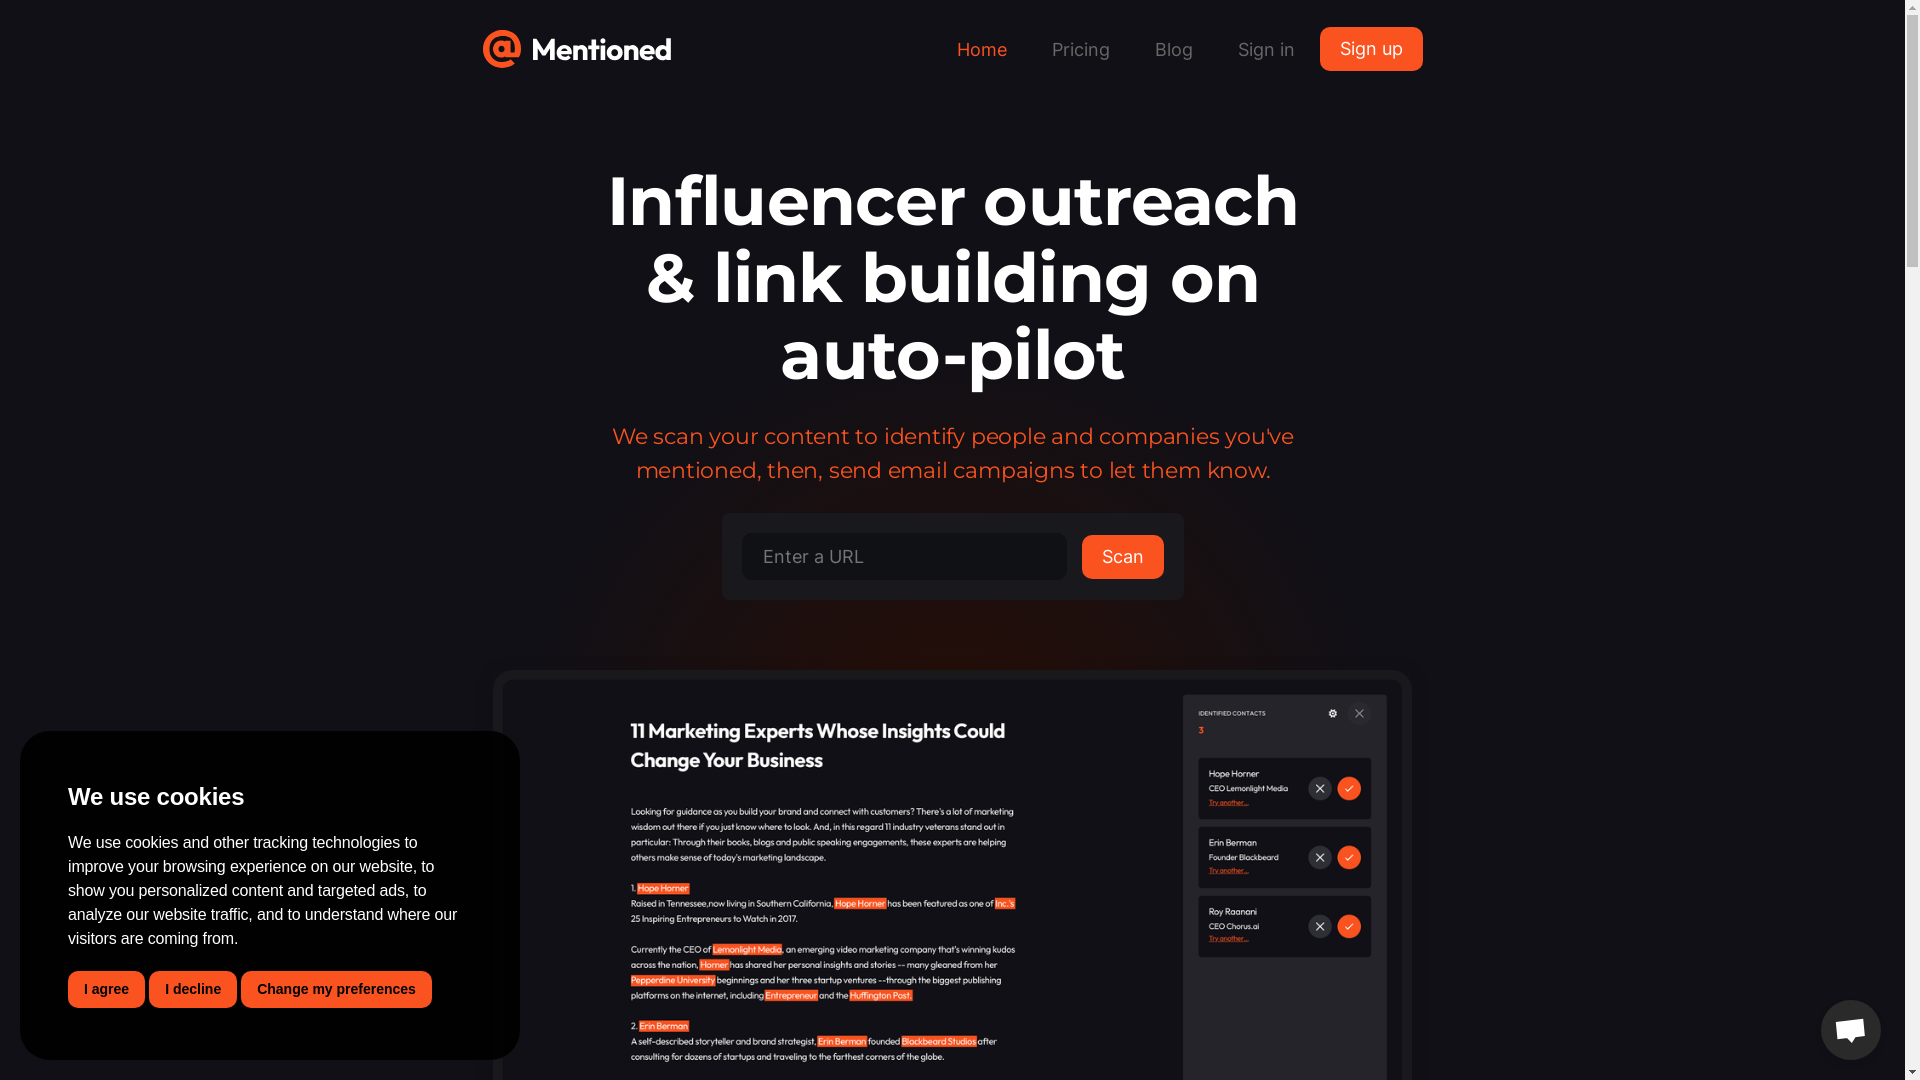 @ Mentioned
Home
Pricing
Blog
Sign in
Sign up
Influencer outreach
& link building on
auto-pilot
We scan your content to identify people and companies you've
mentioned, then, send email campaigns to let them know.
Enter a URL
Scan
11 Marketing Experts Whose Insights Could
Change Your Business
Looking for guidance as you build your brand and connect with customers? There's a lot of marketing
wisdom out there if you just know where to look. And, in this regard 11 industry veterans stand out in
particular: Through their books, blogs and public speaking engagements, these experts are helping
others make sense of today's marketing landscape.
1. Hope Horner
Raised in Tennessee,now living in Southern California, Hope Horner has been featured as one of Inc.'s
25 Inspiring Entrepreneurs to Watch in 2017.
Currently the CEO of Lemonlight Media, an emerging video marketing company that's winning kudos
across the nation, Horner has shared her personal insights and stories -- many gleaned from her
Pepperdine University beginnings and her three startup ventures --through the biggest publishing
platforms on the internet, including Entrepreneur and the Huffington Post.
2. Erin Berman
A self-described storyteller and brand strategist, Erin Berman founded Blackbeard Studios after
consulting for dozens of startups and traveling to the farthest corners of the globe.
IDENTIFIED CONTACTS
3
Hope Horner
CEO Lemonlight Media
Try another...
Erin Berman
Founder Blackbeard
Try another...
Roy Raanani
CEO Chorus.ai
Try another...
We use cookies
We use cookies and other tracking technologies to
improve your browsing experience on our website, to
show you personalized content and targeted ads, to
analyze our website traffic, and to understand where our
visitors are coming from.
I agree
I decline
Change my preferences